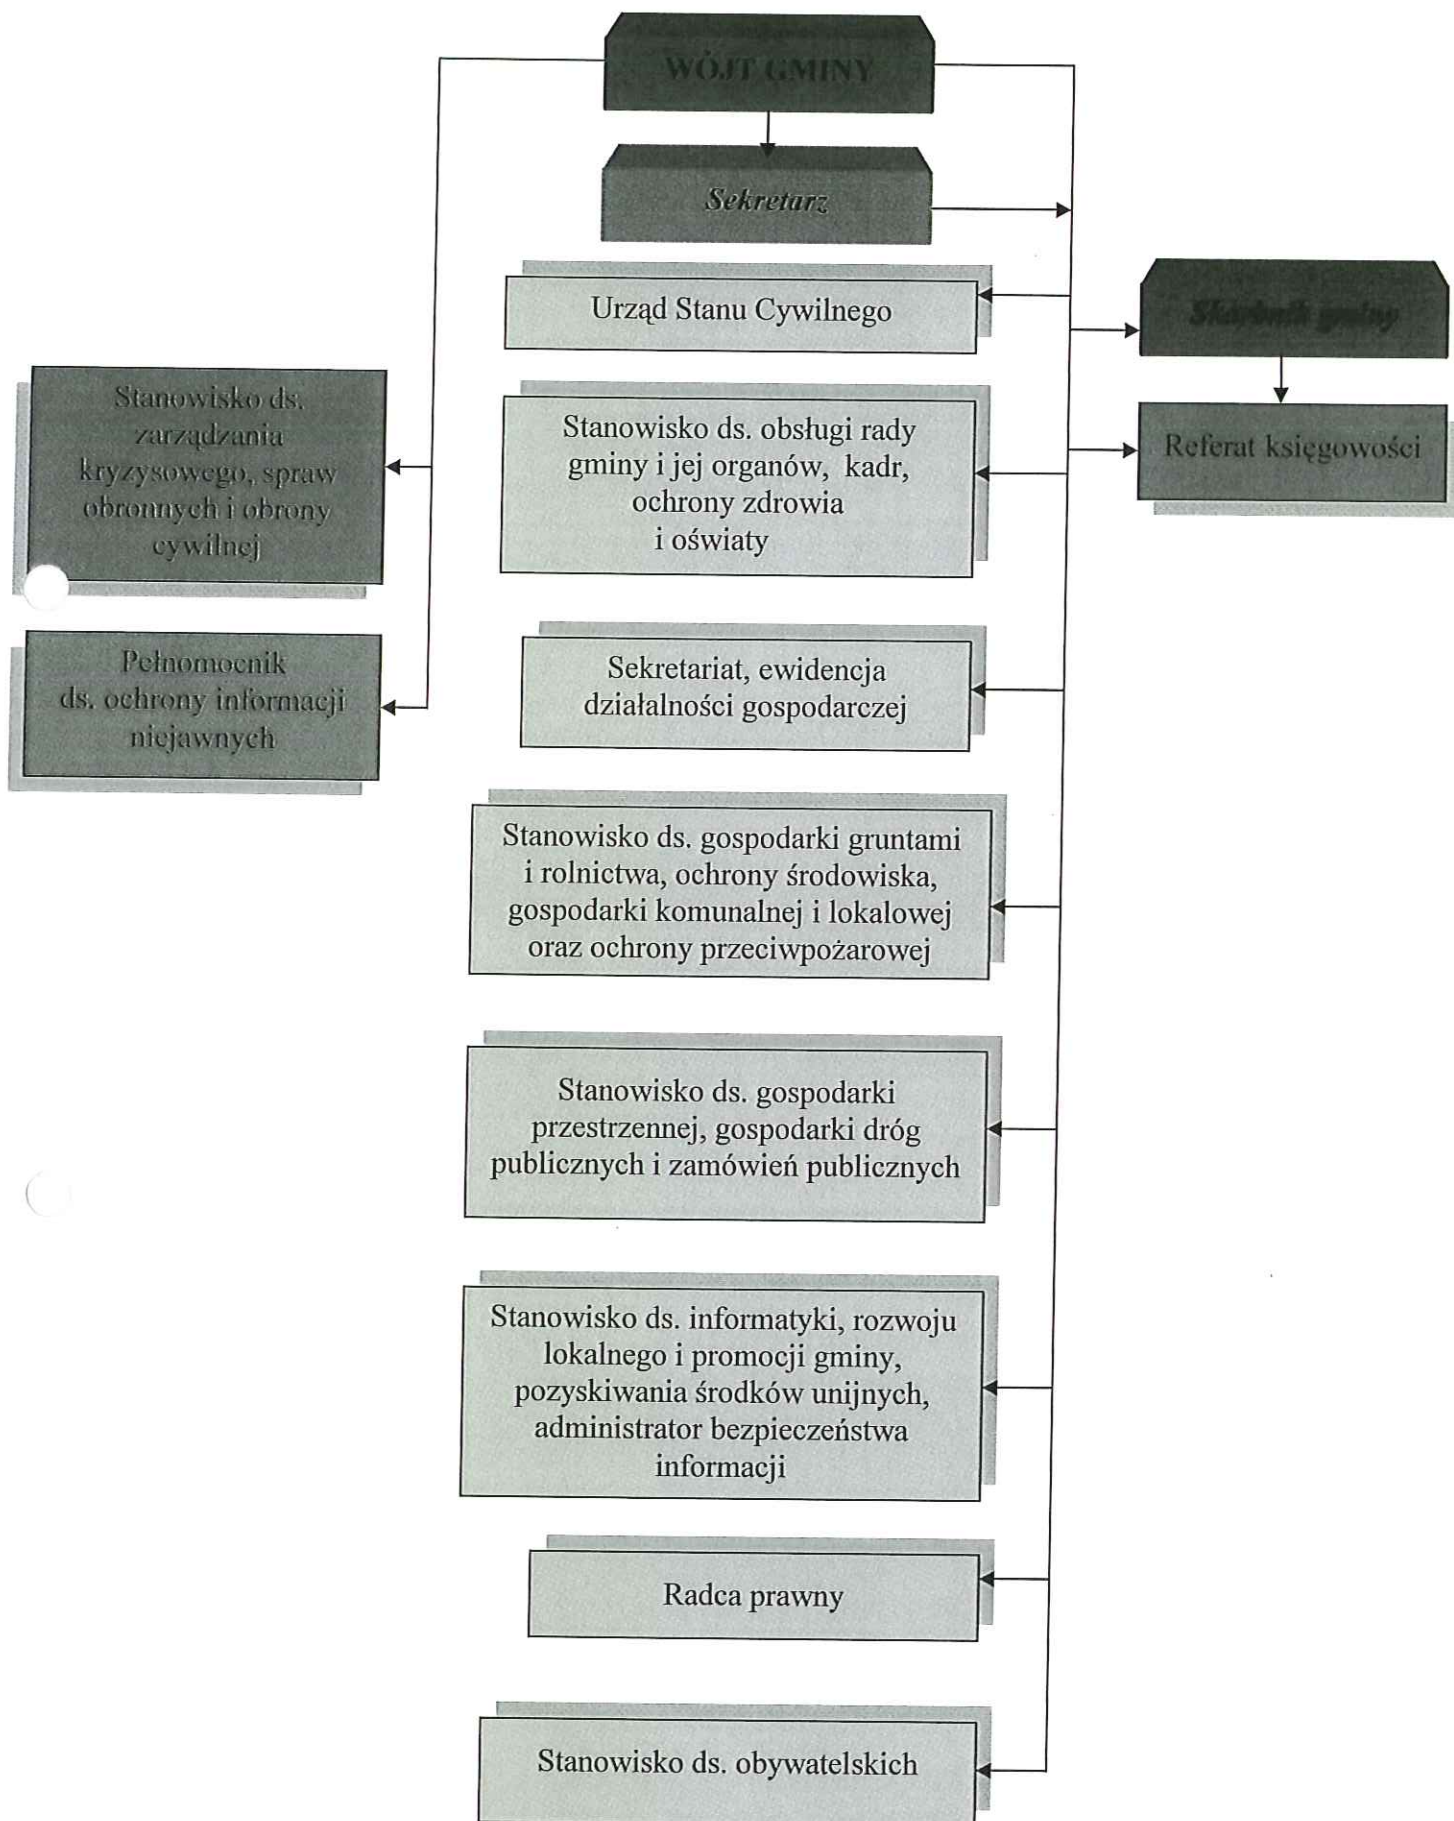 WÓJT GMINY
Sekretarz
Urząd Stanu Cywilnego
Skarbnik gminy
Stanowisko ds.
zarządzania
kryzysowego, spraw
obronnych i obrony
cywilnej
Stanowisko ds. obsługi rady
gminy i jej organów, kadr,
ochrony zdrowia
i oświaty
Referat księgowości
Pełnomocnik
ds. ochrony informacji
niejawnych
Sekretariat, ewidencja
działalności gospodarczej
Stanowisko ds. gospodarki gruntami
i rolnictwa, ochrony środowiska,
gospodarki komunalnej i lokalowej
oraz ochrony przeciwpożarowej
Stanowisko ds. gospodarki
przestrzennej, gospodarki dróg
publicznych i zamówień publicznych
Stanowisko ds. informatyki, rozwoju
lokalnego i promocji gminy,
pozyskiwania środków unijnych,
administrator bezpieczeństwa
informacji
Radca prawny
Stanowisko ds. obywatelskich